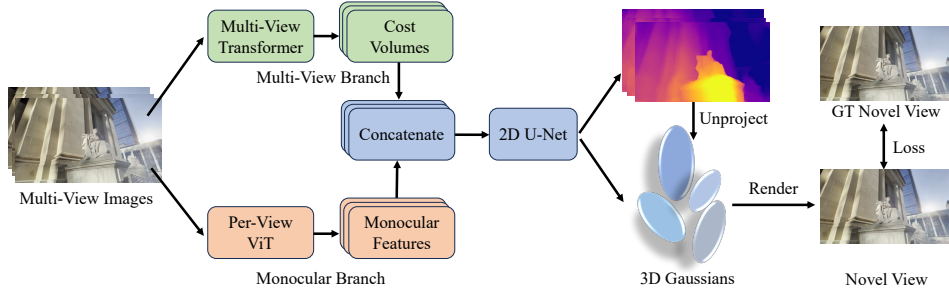 Multi-View
Transformer
Cost
Volumes
Multi-View Branch
Multi-View Images
Concatenate
2D U-Net
Per-View
ViT
Monocular
Features
Monocular Branch
Unproject
3D Gaussians
Render
GT Novel View
Loss
Novel View